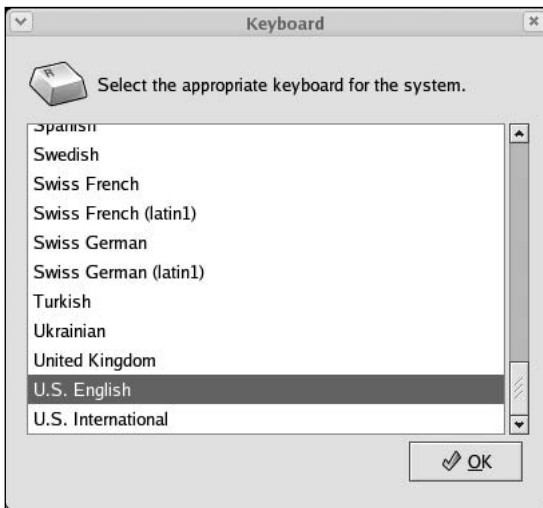 Keyboard
R
Select the appropriate keyboard for the system.
Spanish
Swedish
Swiss French
Swiss French (latin1)
Swiss German
Swiss German (latin1)
Turkish
Ukrainian
United Kingdom
U.S. English
U.S. International
OK